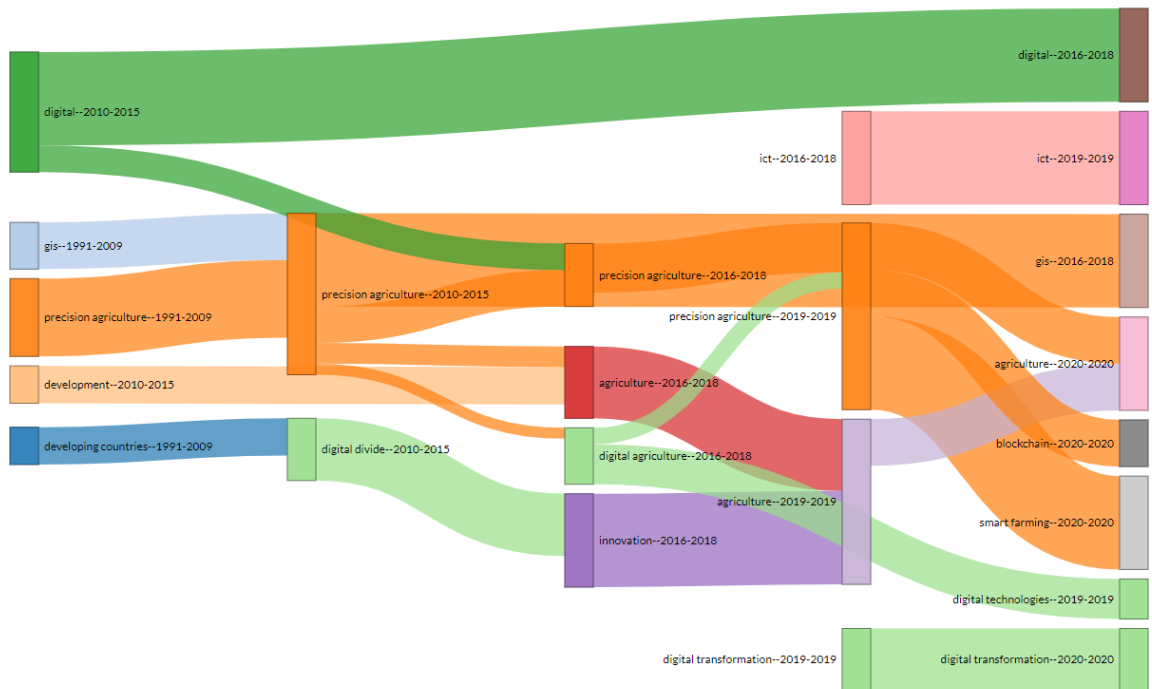 digital--2010-2015
gis--1991-2009
precision agriculture--1991-2009
development--2010-2015
developing countries--1991-2009
precision agriculture--2010-2015
digital divide--2010-2015
precision agriculture--2016-2018
agriculture--2016-2018
digital agriculture--2016-2018
innovation--2016-2018
ict--2016-2018
precision agriculture--2019-2019
agriculture--2019-2019
digital transformation--2019-2019
digital--2016-2018
ict--2019-2019
gis--2016-2018
agriculture--2020-2020
blockchain--2020-2020
smart farming--2020-2020
digital technologies--2019-2019
digital transformation--2020-2020